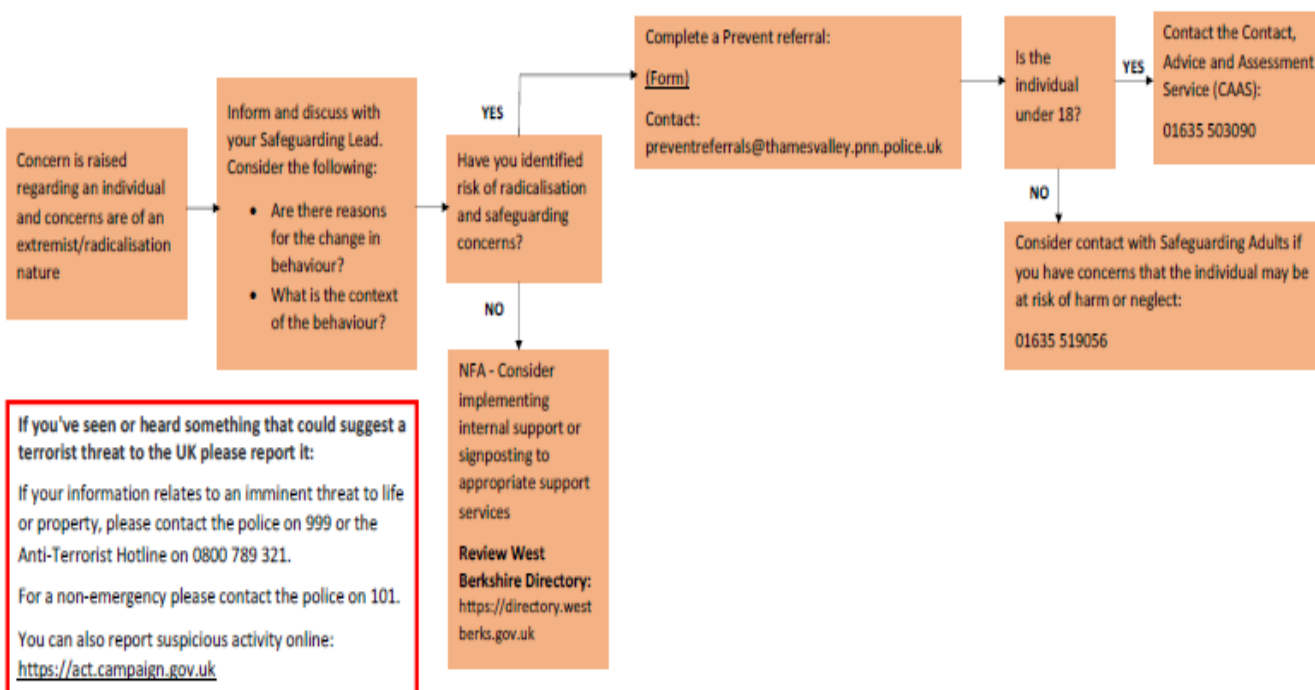 Concern is raised
regarding an individual
and concerns are of an
extremist/radicalisation
nature
Inform and discuss with
your Safeguarding Lead.
Consider the following:
• Are there reasons
for the change in
behaviour?
• What is the context
of the behaviour?
YES
Have you identified
risk of radicalisation
and safeguarding
concerns?
NO
NFA - Consider
implementing
internal support or
signposting to
appropriate support
services
Review West
Berkshire Directory:
https://directory.west
berks.gov.uk
Complete a Prevent referral:
(Form)
Contact:
preventreferrals@thamesvalley.pnn.police.uk
Is the
individual
under 18?
YES
Contact the Contact,
Advice and Assessment
Service (CAAS):
01635 503090
NO
Consider contact with Safeguarding Adults if
you have concerns that the individual may be
at risk of harm or neglect:
01635 519056
If you've seen or heard something that could suggest a
terrorist threat to the UK please report it:
If your information relates to an imminent threat to life
or property, please contact the police on 999 or the
Anti-Terrorist Hotline on 0800 789 321.
For a non-emergency please contact the police on 101.
You can also report suspicious activity online:
https://act.campaign.gov.uk